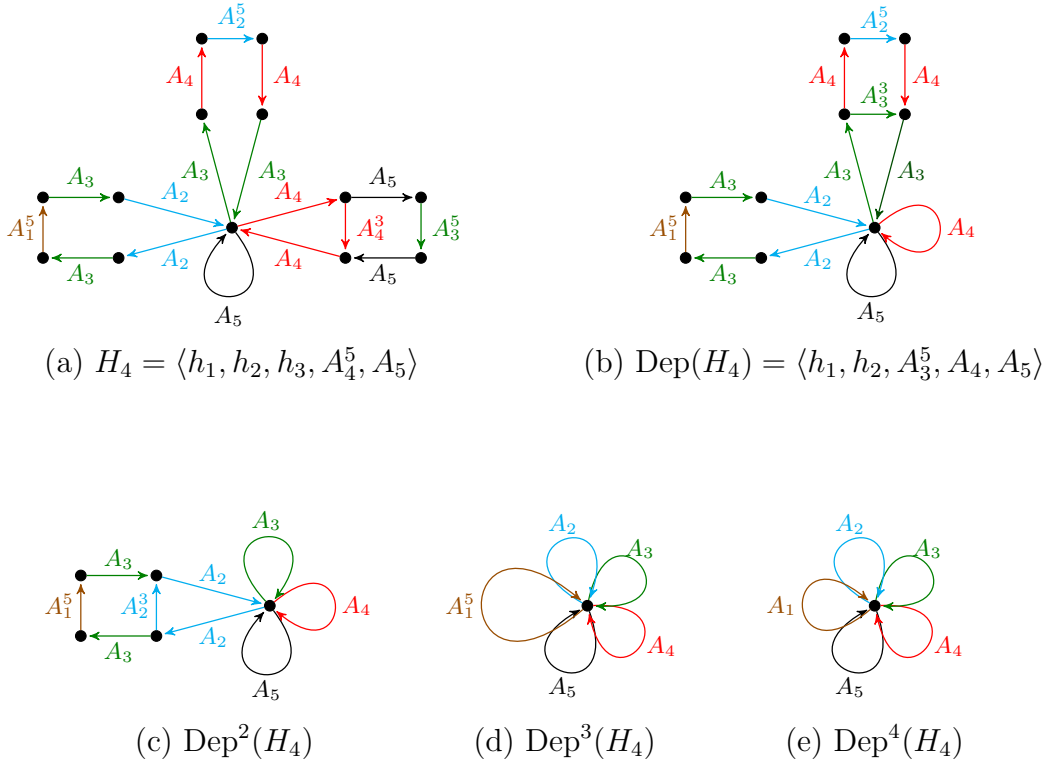 A_2^5
A_4
A_4
A_3
A_3
A_3
A_2
A_1^5
A_3
A_2
A_4
A_5
A_4^3
A_3^5
A_4
A_5
A_5
(a) H_4 = ⟨h_1, h_2, h_3, A_4^5, A_5⟩
A_2^5
A_4
A_4
A_3^3
A_3
A_3
A_3
A_2
A_1^5
A_3
A_2
A_4
A_5
(b) Dep(H_4) = ⟨h_1, h_2, A_3^5, A_4, A_5⟩
A_3
A_3
A_2
A_1^5
A_2^3
A_3
A_2
A_4
A_5
(c) Dep^2(H_4)
A_2
A_3
A_1^5
A_4
A_5
(d) Dep^3(H_4)
A_2
A_3
A_1
A_4
A_5
(e) Dep^4(H_4)